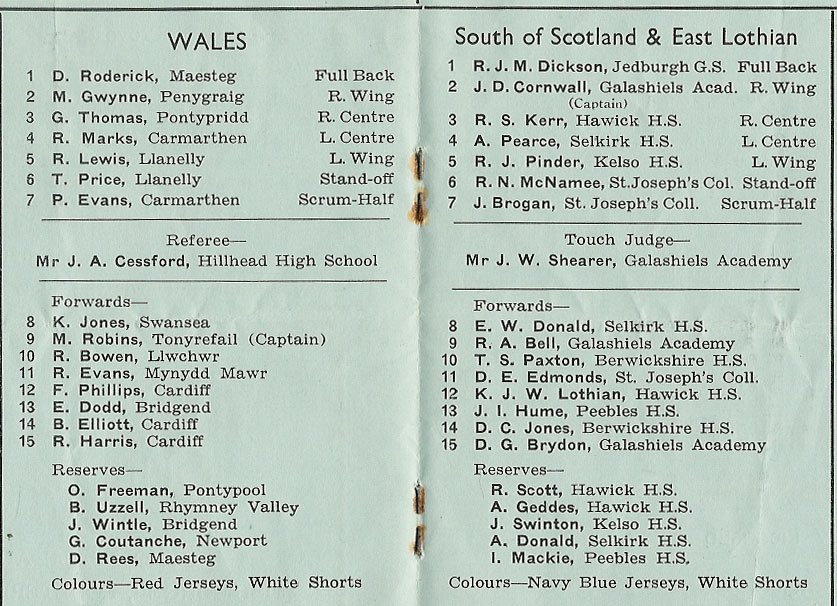 WALES
1 D. Roderick, Maesteg Full Back
2 M. Gwynne, Penygraig R. Wing
3 G. Thomas, Pontypridd R. Centre
4 R. Marks, Carmarthen L. Centre
5 R. Lewis, Llanelly L. Wing
6 T. Price, Llanelly Stand-off
7 P. Evans, Carmarthen Scrum-Half
Referee—
Mr J. A. Cessford, Hillhead High School
Forwards—
8 K. Jones, Swansea
9 M. Robins, Tonyrefail (Captain)
10 R. Bowen, Llwchwr
11 R. Evans, Mynydd Mawr
12 F. Phillips, Cardiff
13 E. Dodd, Bridgend
14 B. Elliott, Cardiff
15 R. Harris, Cardiff
Reserves—
O. Freeman, Pontypool
B. Uzzell, Rhymney Valley
J. Wintle, Bridgend
G. Coutanche, Newport
D. Rees, Maesteg
Colours—Red Jerseys, White Shorts
South of Scotland & East Lothian
1 R. J. M. Dickson, Jedburgh G.S. Full Back
2 J. D. Cornwall, Galashiels Acad. R. Wing
(Captain)
3 R. S. Kerr, Hawick H.S. R. Centre
4 A. Pearce, Selkirk H.S. L. Centre
5 R. J. Pinder, Kelso H.S. L. Wing
6 R. N. McNamee, St.Joseph's Col. Stand-off
7 J. Brogan, St. Joseph's Coll. Scrum-Half
Touch Judge—
Mr J. W. Shearer, Galashiels Academy
Forwards—
8 E. W. Donald, Selkirk H.S.
9 R. A. Bell, Galashiels Academy
10 T. S. Paxton, Berwickshire H.S.
11 D. E. Edmonds, St. Joseph's Coll.
12 K. J. W. Lothian, Hawick H.S.
13 J. I. Hume, Peebles H.S.
14 D. C. Jones, Berwickshire H.S.
15 D. G. Brydon, Galashiels Academy
Reserves—
R. Scott, Hawick H.S.
A. Geddes, Hawick H.S.
J. Swinton, Kelso H.S.
A. Donald, Selkirk H.S.
I. Mackie, Peebles H.S.
Colours—Navy Blue Jerseys, White Shorts